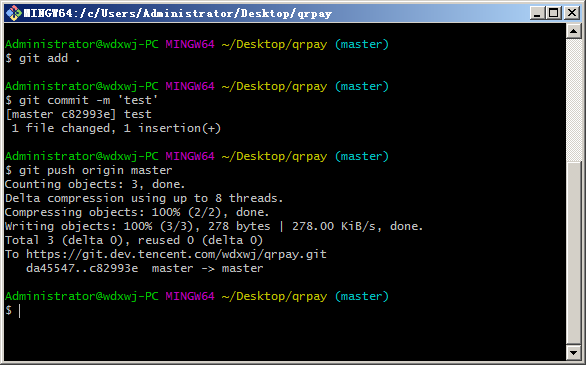 MINGW64:/c/Users/Administrator/Desktop/qrpay
Administrator@wdxwj-PC MINGW64 ~/Desktop/qrpay (master)
$ git add .
Administrator@wdxwj-PC MINGW64 ~/Desktop/qrpay (master)
$ git commit -m 'test'
[master c82993e] test
 1 file changed, 1 insertion(+)
Administrator@wdxwj-PC MINGW64 ~/Desktop/qrpay (master)
$ git push origin master
Counting objects: 3, done.
Delta compression using up to 8 threads.
Compressing objects: 100% (2/2), done.
Writing objects: 100% (3/3), 278 bytes | 278.00 KiB/s, done.
Total 3 (delta 0), reused 0 (delta 0)
To https://git.dev.tencent.com/wdxwj/qrpay.git
   da45547..c82993e  master -> master
Administrator@wdxwj-PC MINGW64 ~/Desktop/qrpay (master)
$